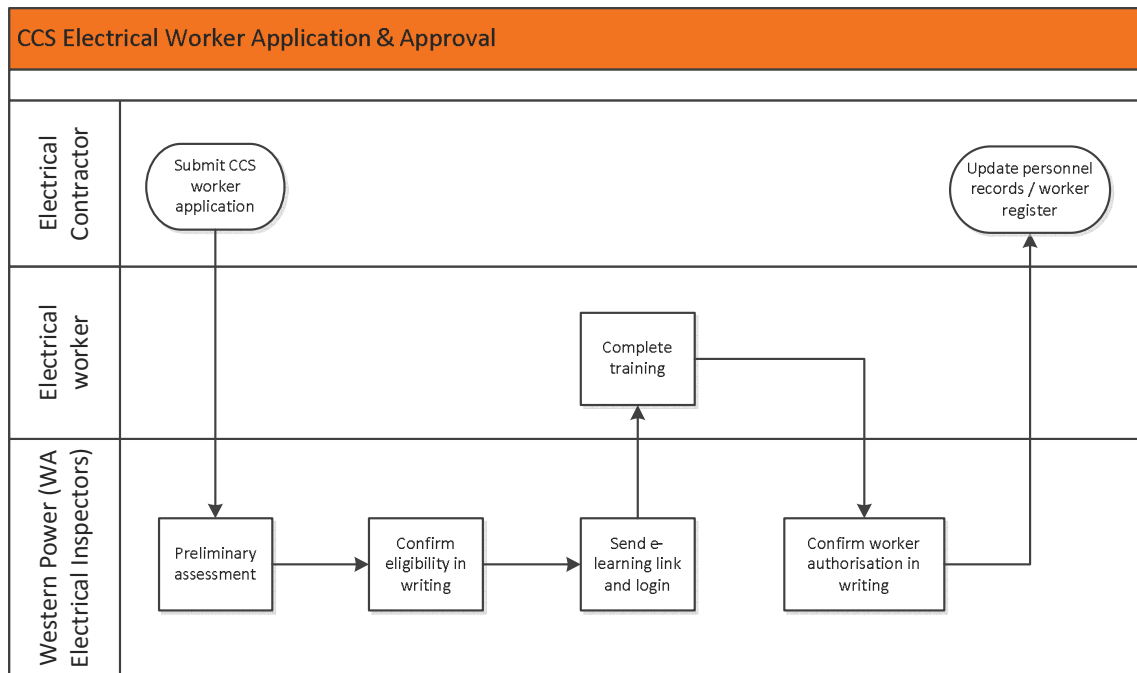 CCS Electrical Worker Application & Approval
Electrical
Contractor
Submit CCS
worker
application
Update personnel
records / worker
register
Electrical
worker
Complete
training
Western Power (WA
Electrical Inspectors)
Preliminary
assessment
Confirm
eligibility in
writing
Send e-
learning link
and login
Confirm worker
authorisation in
writing